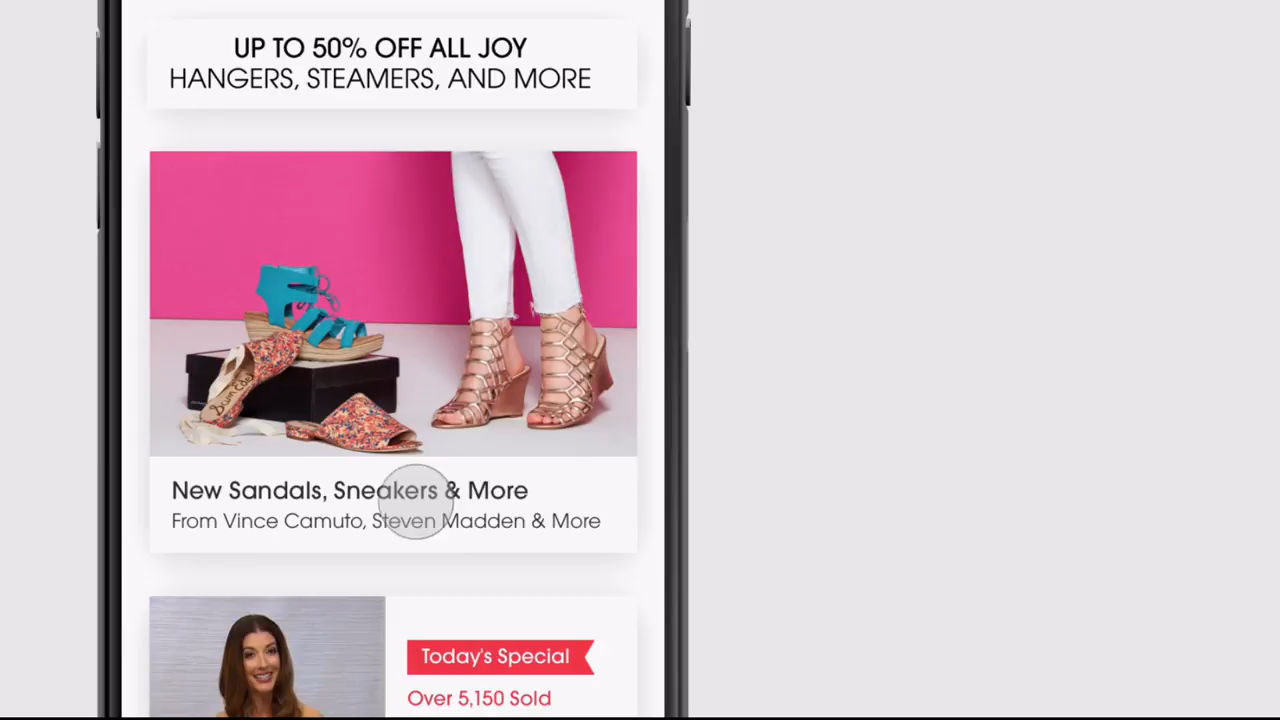 UP TO 50% OFF ALL JOY
HANGERS, STEAMERS, AND MORE
New Sandals, Sneakers & More
From Vince Camuto, Steven Madden & More
Today's Special
Over 5,150 Sold